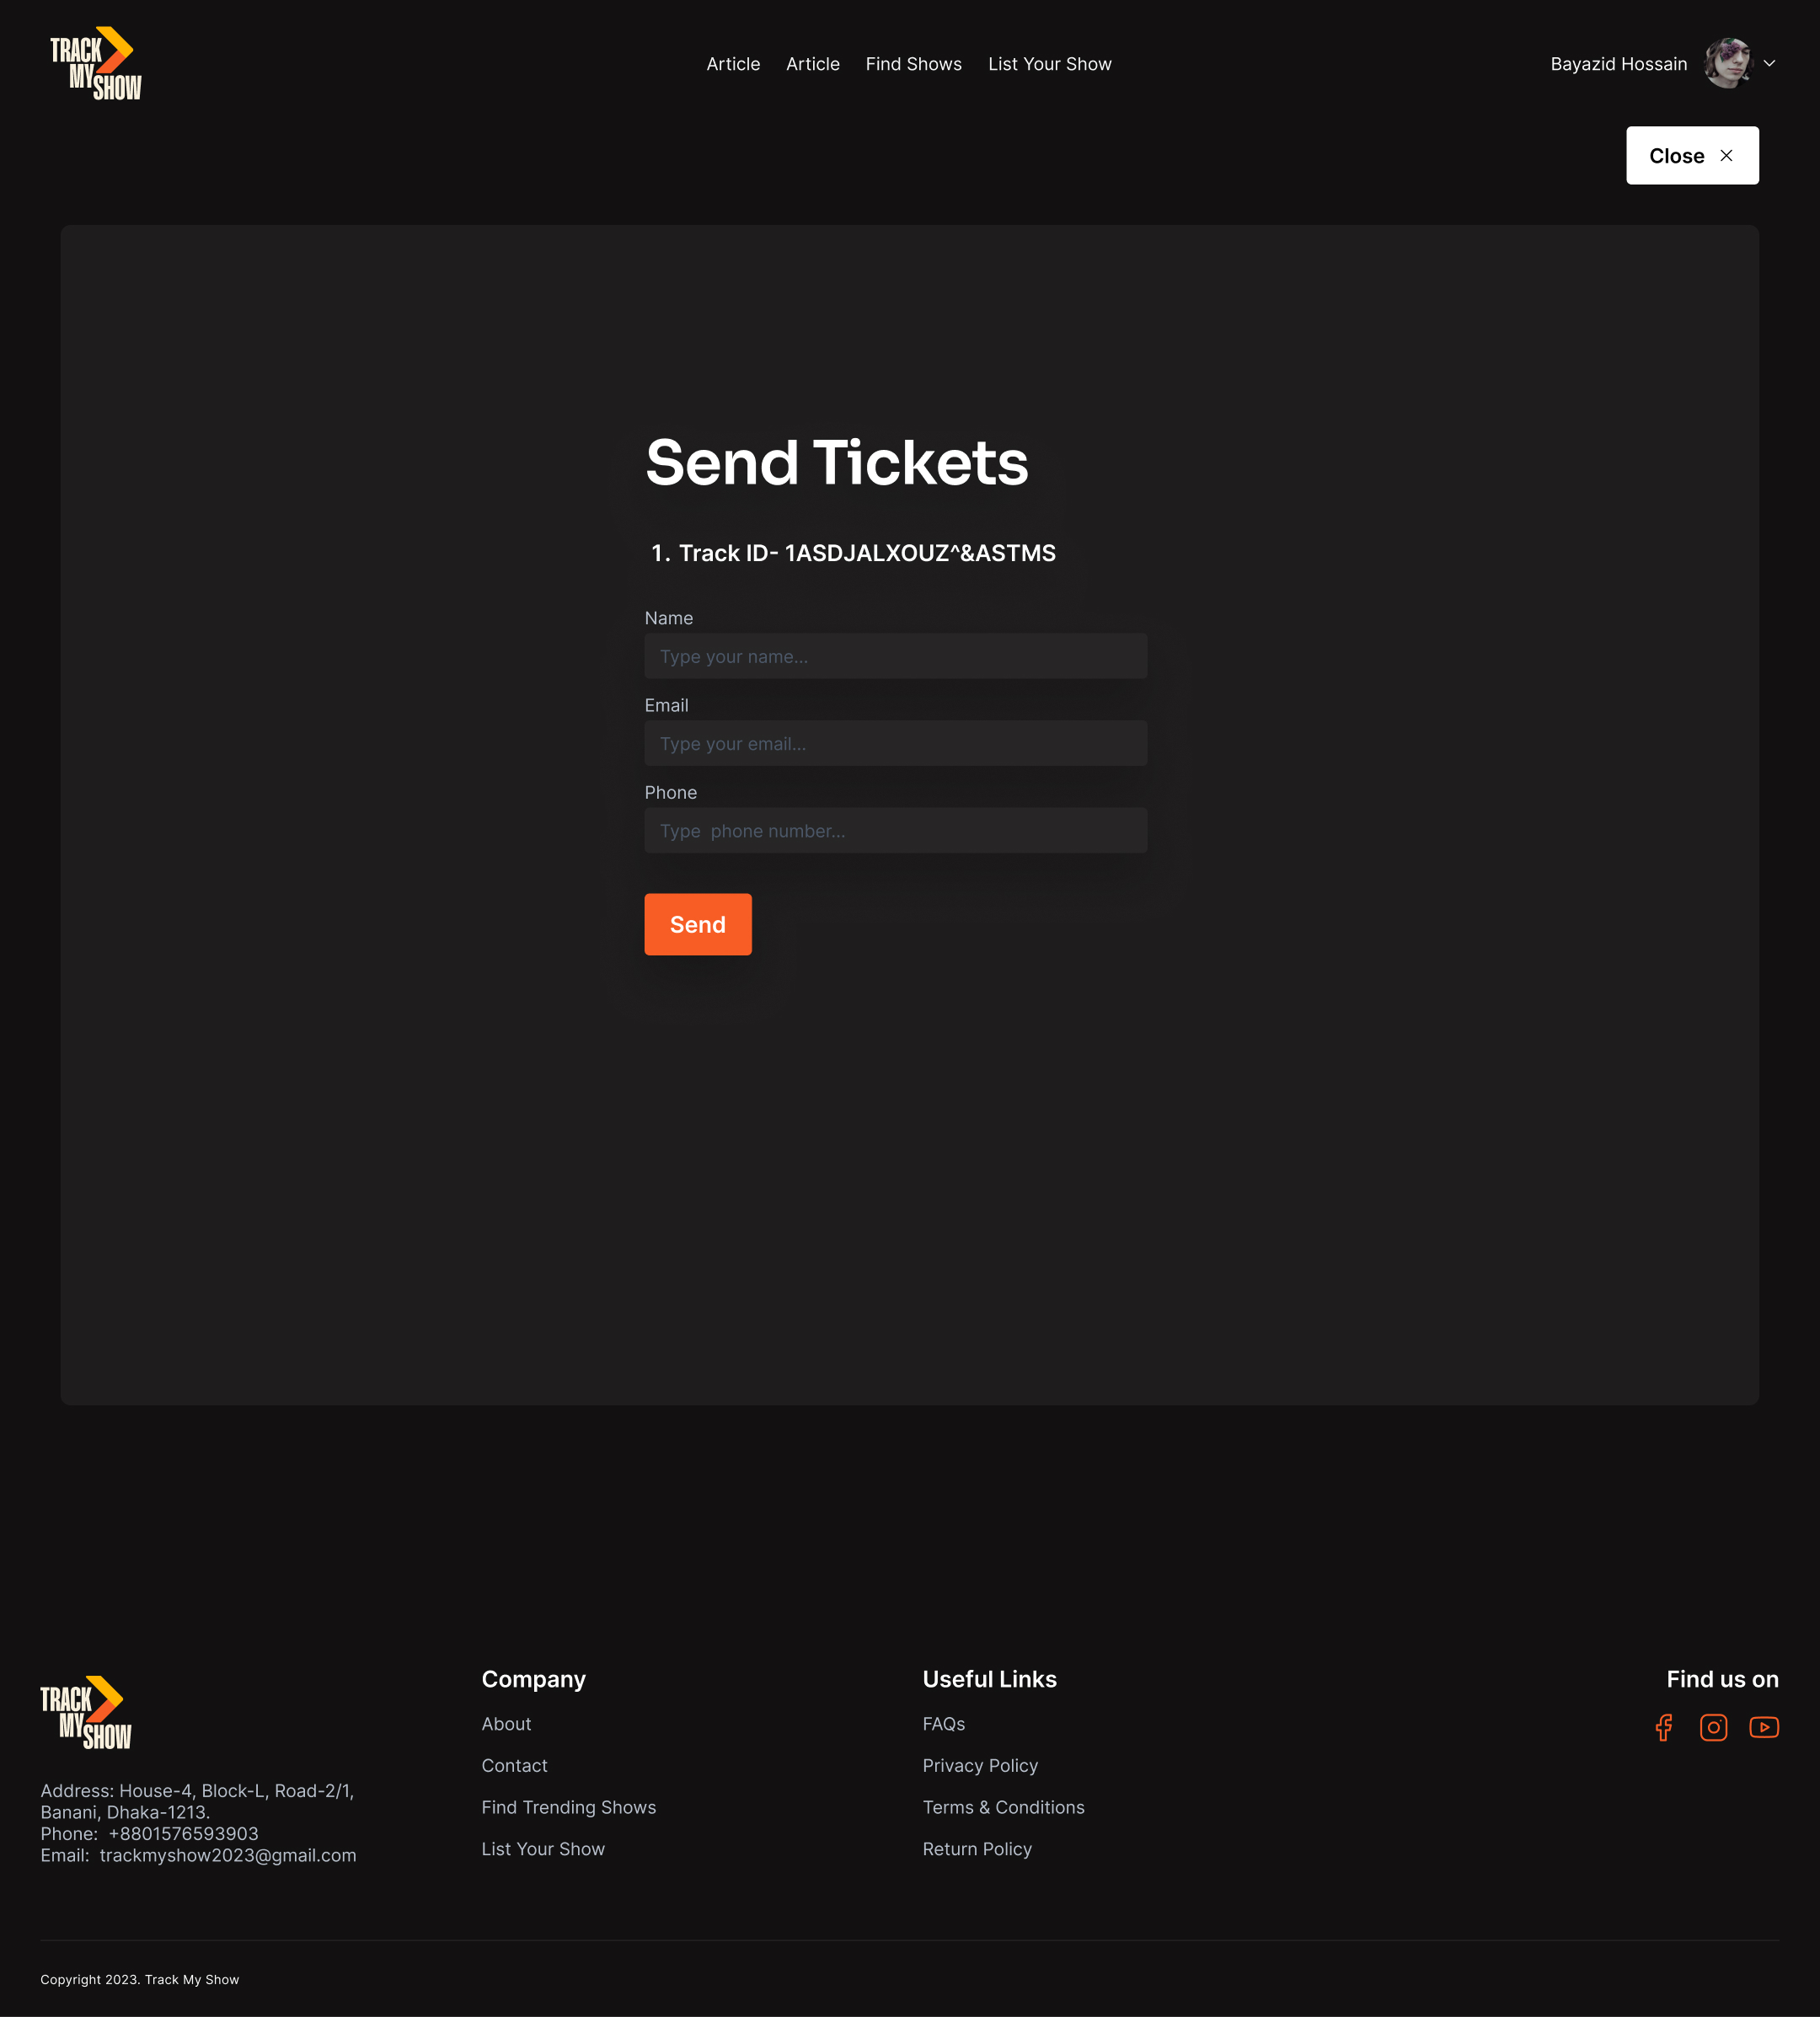 TRACK
MY
SHOW
Article
Article
Find Shows
List Your Show
Bayazid Hossain
Close
Send Tickets
1. Track ID- 1ASDJALXOUZ^&ASTMS
Name
Type your name...
Email
Type your email...
Phone
Type  phone number...
Send
TRACK
MY
SHOW
Address: House-4, Block-L, Road-2/1,
Banani, Dhaka-1213.
Phone:  +8801576593903
Email:  trackmyshow2023@gmail.com
Company
About
Contact
Find Trending Shows
List Your Show
Useful Links
FAQs
Privacy Policy
Terms & Conditions
Return Policy
Find us on
Copyright 2023. Track My Show